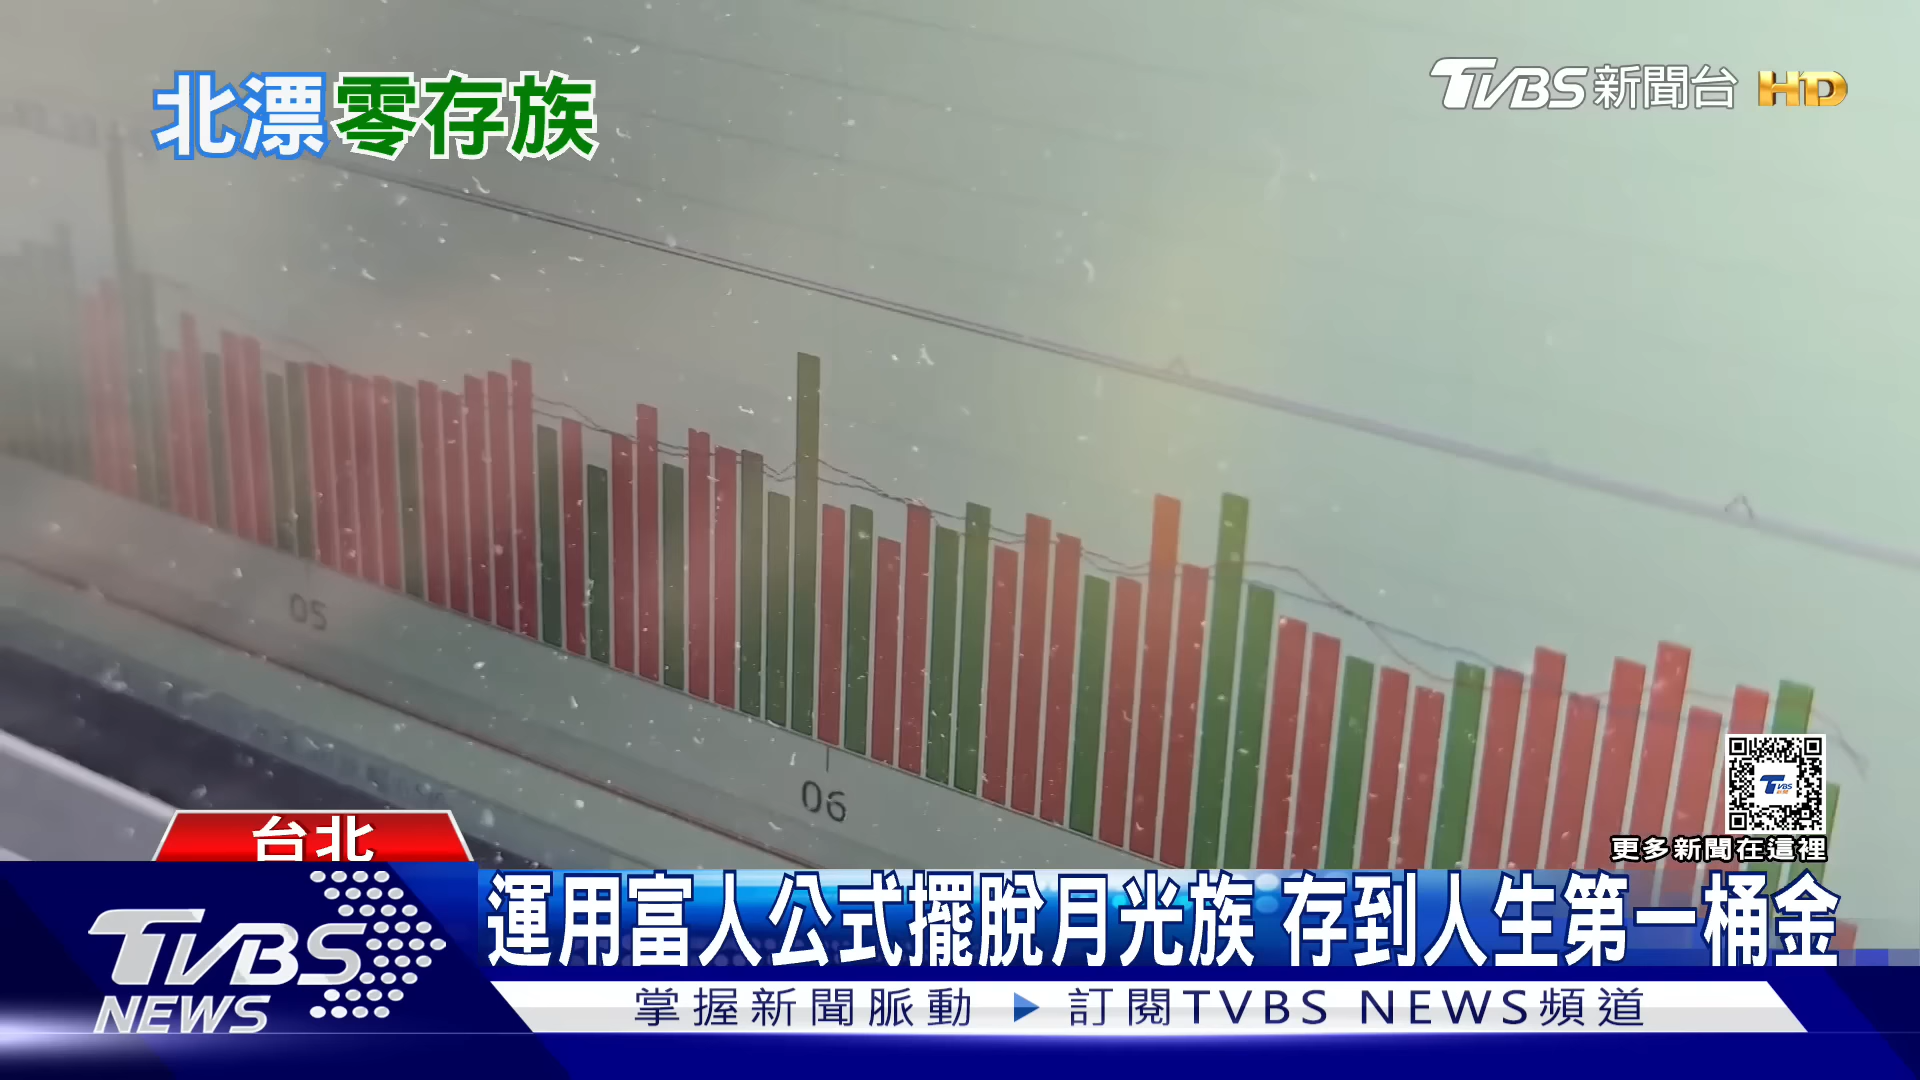 北漂零存族
TVBS新聞台 HD
05
06
TVBS
更多新聞在這裡
台北
運用富人公式擺脫月光族 存到人生第一桶金
TVBS
NEWS
掌握新聞脈動 ▶ 訂閱TVBS NEWS頻道